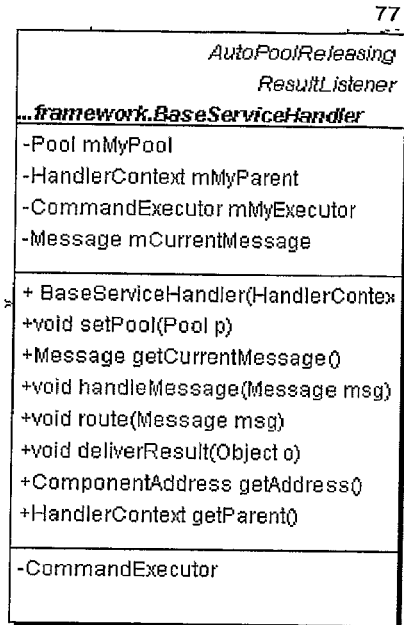 77
AutoPoolReleasing
ResultListener
...framework.BaseServiceHandler
-Pool mMyPool
-HandlerContext mMyParent
-CommandExecutor mMyExecutor
-Message mCurrentMessage
+ BaseServiceHandler(HandlerContex
+void setPool(Pool p)
+Message getCurrentMessage()
+void handleMessage(Message msg)
+void route(Message msg)
+void deliverResult(Object o)
+ComponentAddress getAddress()
+HandlerContext getParent()
-CommandExecutor